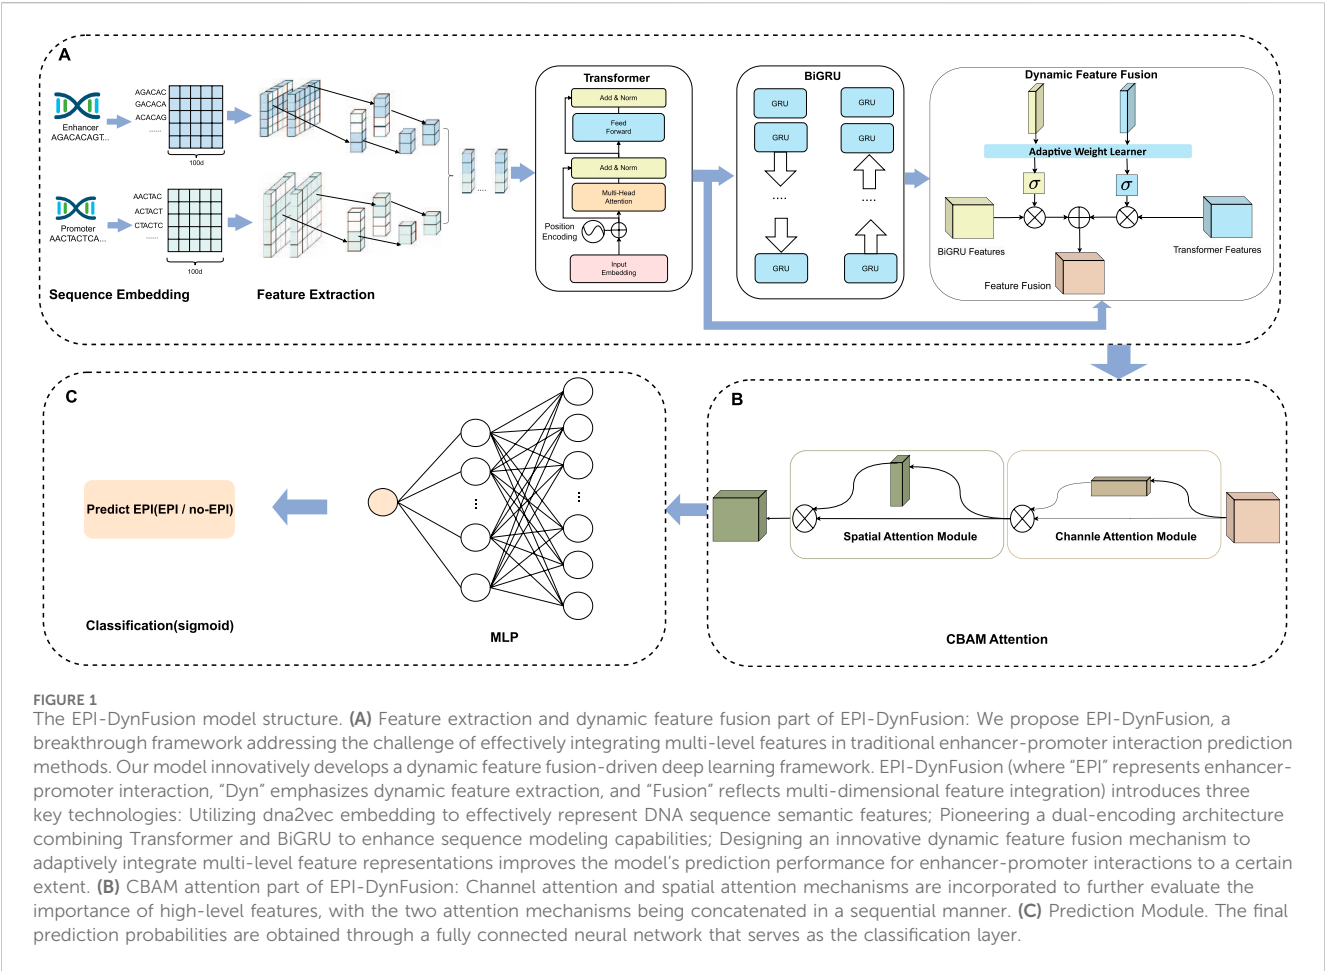 A
Enhancer
AGACACAGT...
AGACAC
GACACA
ACACAG
......
100d
Promoter
AACTACTCA...
AACTAC
ACTACT
CTACTC
......
100d
Sequence Embedding
Feature Extraction
....
Transformer
Add & Norm
Feed
Forward
Add & Norm
Multi-Head
Attention
Position
Encoding
Input
Embedding
BiGRU
GRU
GRU
GRU
GRU
....
....
GRU
GRU
Dynamic Feature Fusion
Adaptive Weight Learner
σ
σ
BiGRU Features
Transformer Features
Feature Fusion
C
Predict EPI(EPI / no-EPI)
Classification(sigmoid)
MLP
B
Spatial Attention Module
Channle Attention Module
CBAM Attention
FIGURE 1
The EPI-DynFusion model structure. (A) Feature extraction and dynamic feature fusion part of EPI-DynFusion: We propose EPI-DynFusion, a
breakthrough framework addressing the challenge of effectively integrating multi-level features in traditional enhancer-promoter interaction prediction
methods. Our model innovatively develops a dynamic feature fusion-driven deep learning framework. EPI-DynFusion (where “EPI” represents enhancer-
promoter interaction, “Dyn” emphasizes dynamic feature extraction, and “Fusion” reflects multi-dimensional feature integration) introduces three
key technologies: Utilizing dna2vec embedding to effectively represent DNA sequence semantic features; Pioneering a dual-encoding architecture
combining Transformer and BiGRU to enhance sequence modeling capabilities; Designing an innovative dynamic feature fusion mechanism to
adaptively integrate multi-level feature representations improves the model’s prediction performance for enhancer-promoter interactions to a certain
extent. (B) CBAM attention part of EPI-DynFusion: Channel attention and spatial attention mechanisms are incorporated to further evaluate the
importance of high-level features, with the two attention mechanisms being concatenated in a sequential manner. (C) Prediction Module. The final
prediction probabilities are obtained through a fully connected neural network that serves as the classification layer.